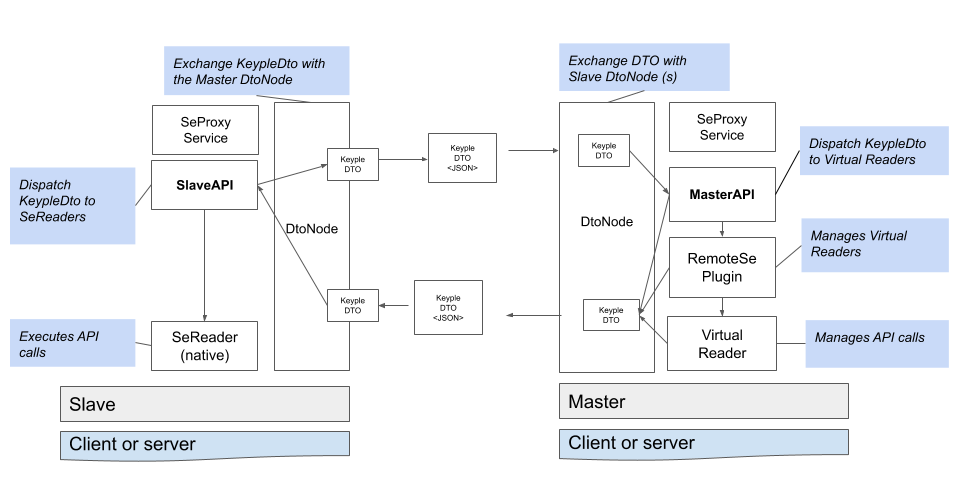 Exchange KeypleDto with
the Master DtoNode
Exchange DTO with
Slave DtoNode (s)
SeProxy
Service
Keyple
DTO
Keyple
DTO
<JSON>
Keyple
DTO
SeProxy
Service
Dispatch KeypleDto
to Virtual Readers
Dispatch
KeypleDto to
SeReaders
SlaveAPI
MasterAPI
DtoNode
DtoNode
Manages Virtual
Readers
RemoteSe
Plugin
Keyple
DTO
Keyple
DTO
<JSON>
Keyple
DTO
Executes API
calls
SeReader
(native)
Virtual
Reader
Manages API calls
Slave
Master
Client or server
Client or server